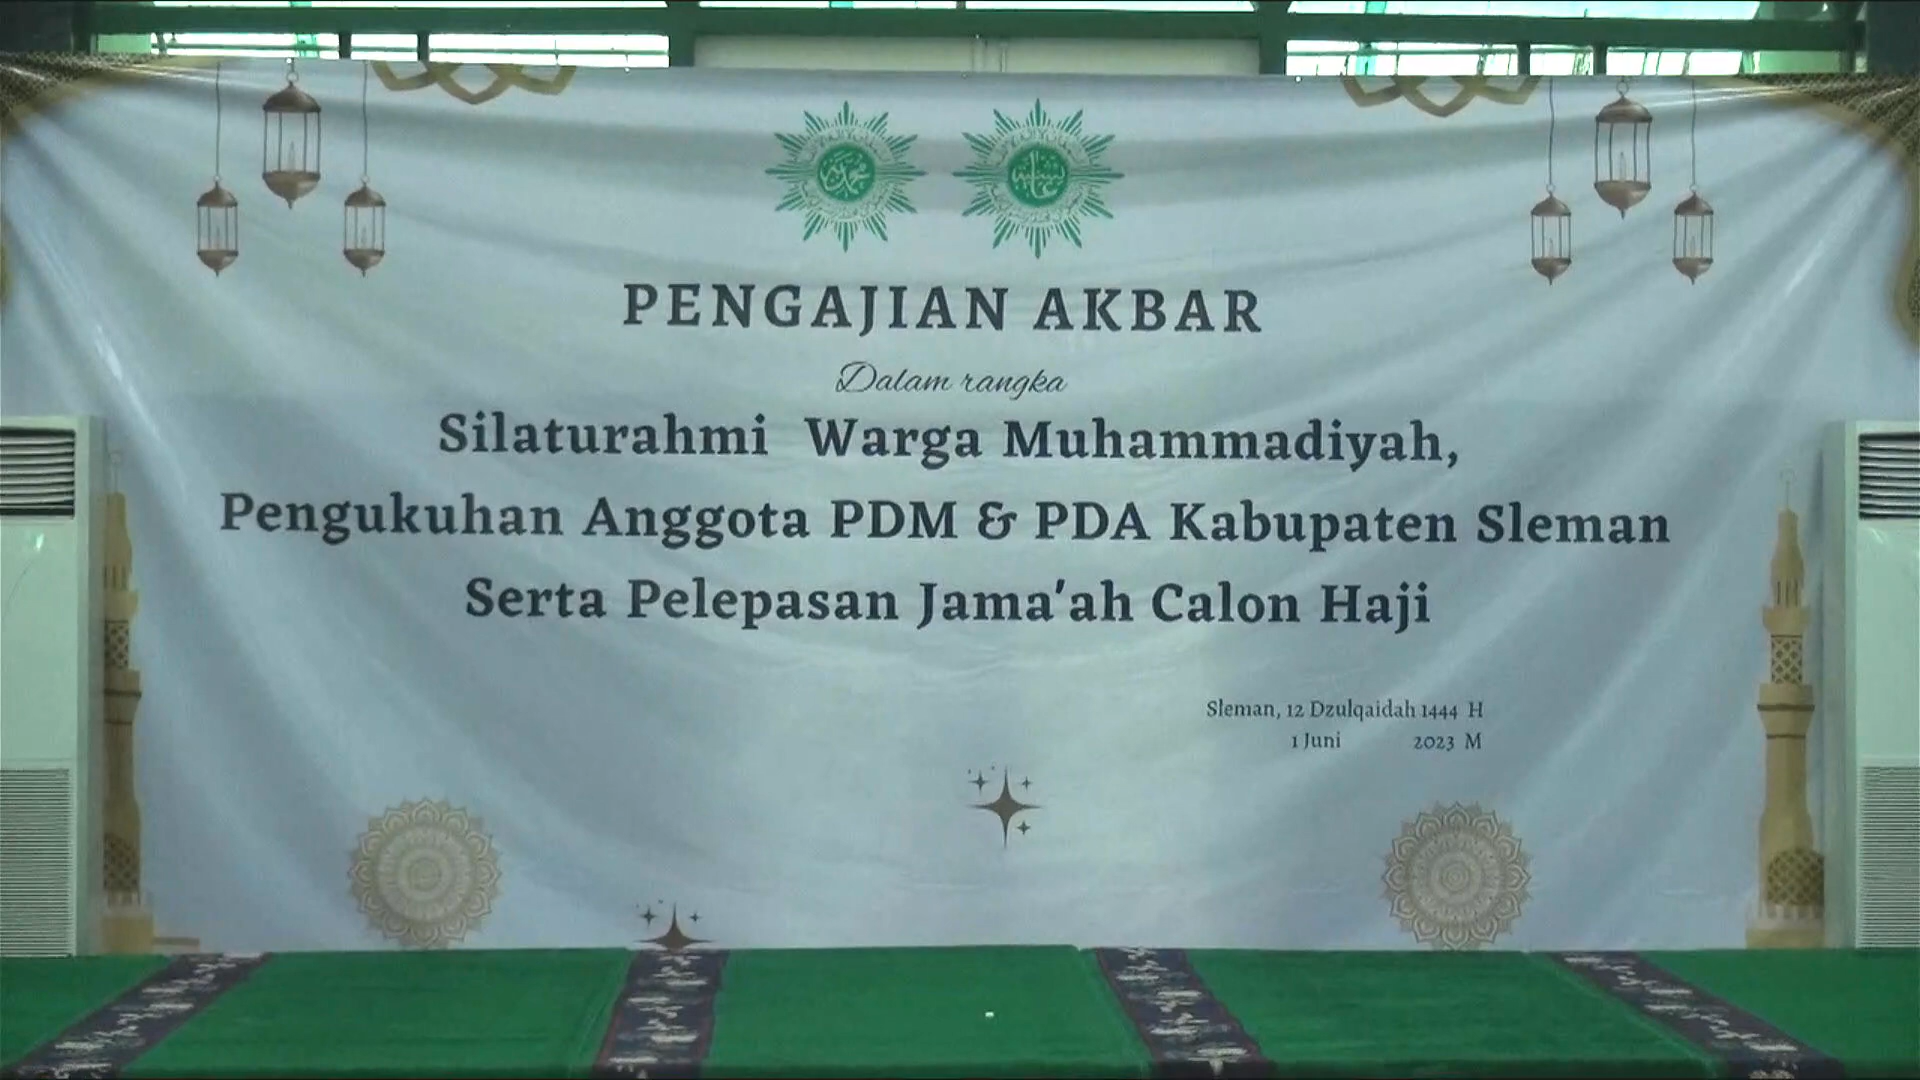 PENGAJIAN AKBAR
Dalam rangka
Silaturahmi Warga Muhammadiyah,
Pengukuhan Anggota PDM & PDA Kabupaten Sleman
Serta Pelepasan Jama'ah Calon Haji
Sleman, 12 Dzulqaidah 1444 H
1 Juni 2023 M